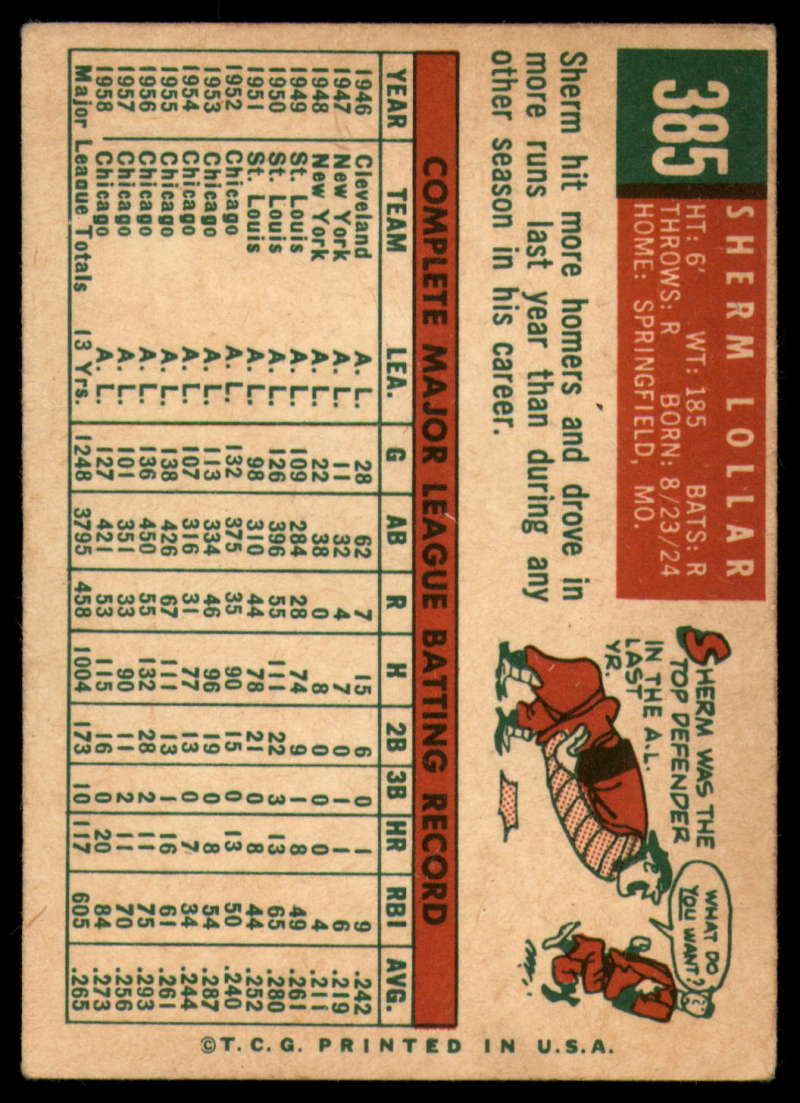 385
SHERM LOLLAR
HT: 6' WT: 185 BATS: R
THROWS: R BORN: 8/23/24
HOME: SPRINGFIELD, MO.
Sherm hit more homers and drove in
more runs last year than during any
other season in his career.
SHERM WAS THE
TOP DEFENDER
IN THE A.L.
LAST
YR.
WHAT DO
YOU WANT?
COMPLETE MAJOR LEAGUE BATTING RECORD
YEAR TEAM LEA. G AB R H 2B 3B HR RBI AVG.
1946 Cleveland A. L. 28 62 7 15 6 0 1 9 .242
1947 New York A. L. 11 32 4 7 0 1 1 6 .219
1948 New York A. L. 22 38 0 8 0 0 0 4 .211
1949 St. Louis A. L. 109 284 28 74 9 1 8 49 .261
1950 St. Louis A. L. 126 396 55 111 22 3 13 65 .280
1951 St. Louis A. L. 98 310 44 78 21 0 8 44 .252
1952 Chicago A. L. 132 375 35 90 15 0 13 50 .240
1953 Chicago A. L. 113 334 46 96 19 0 8 54 .287
1954 Chicago A. L. 107 316 31 77 13 0 7 34 .244
1955 Chicago A. L. 138 426 67 111 13 1 16 61 .261
1956 Chicago A. L. 136 450 55 132 28 2 11 75 .293
1957 Chicago A. L. 101 351 33 90 11 2 11 70 .256
1958 Chicago A. L. 127 421 53 115 16 0 20 84 .273
Major League Totals 13 Yrs. 1248 3795 458 1004 173 10 117 605 .265
©T.C.G. PRINTED IN U.S.A.